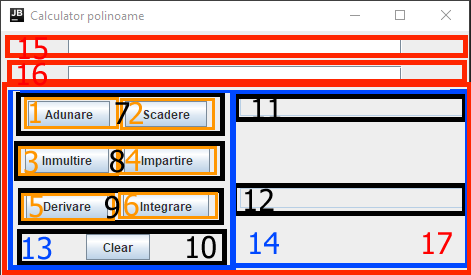 JB Calculator polinoame
15
16
1 Adunare 7 2 Scadere 11
3 Inmultire 8 4 Impartire
5 Derivare 9 6 Integrare 12
13 Clear 10 14 17